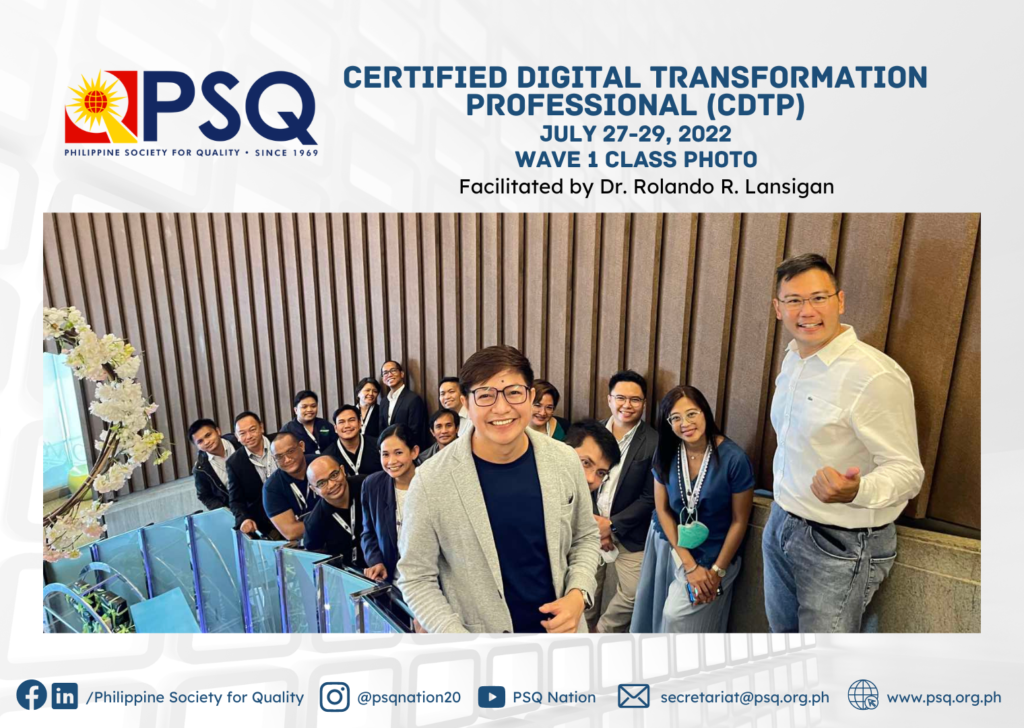 PSQ
PHILIPPINE SOCIETY FOR QUALITY • SINCE 1969
CERTIFIED DIGITAL TRANSFORMATION
PROFESSIONAL (CDTP)
JULY 27-29, 2022
WAVE 1 CLASS PHOTO
Facilitated by Dr. Rolando R. Lansigan
/Philippine Society for Quality
@psqnation20
PSQ Nation
secretariat@psq.org.ph
www.psq.org.ph